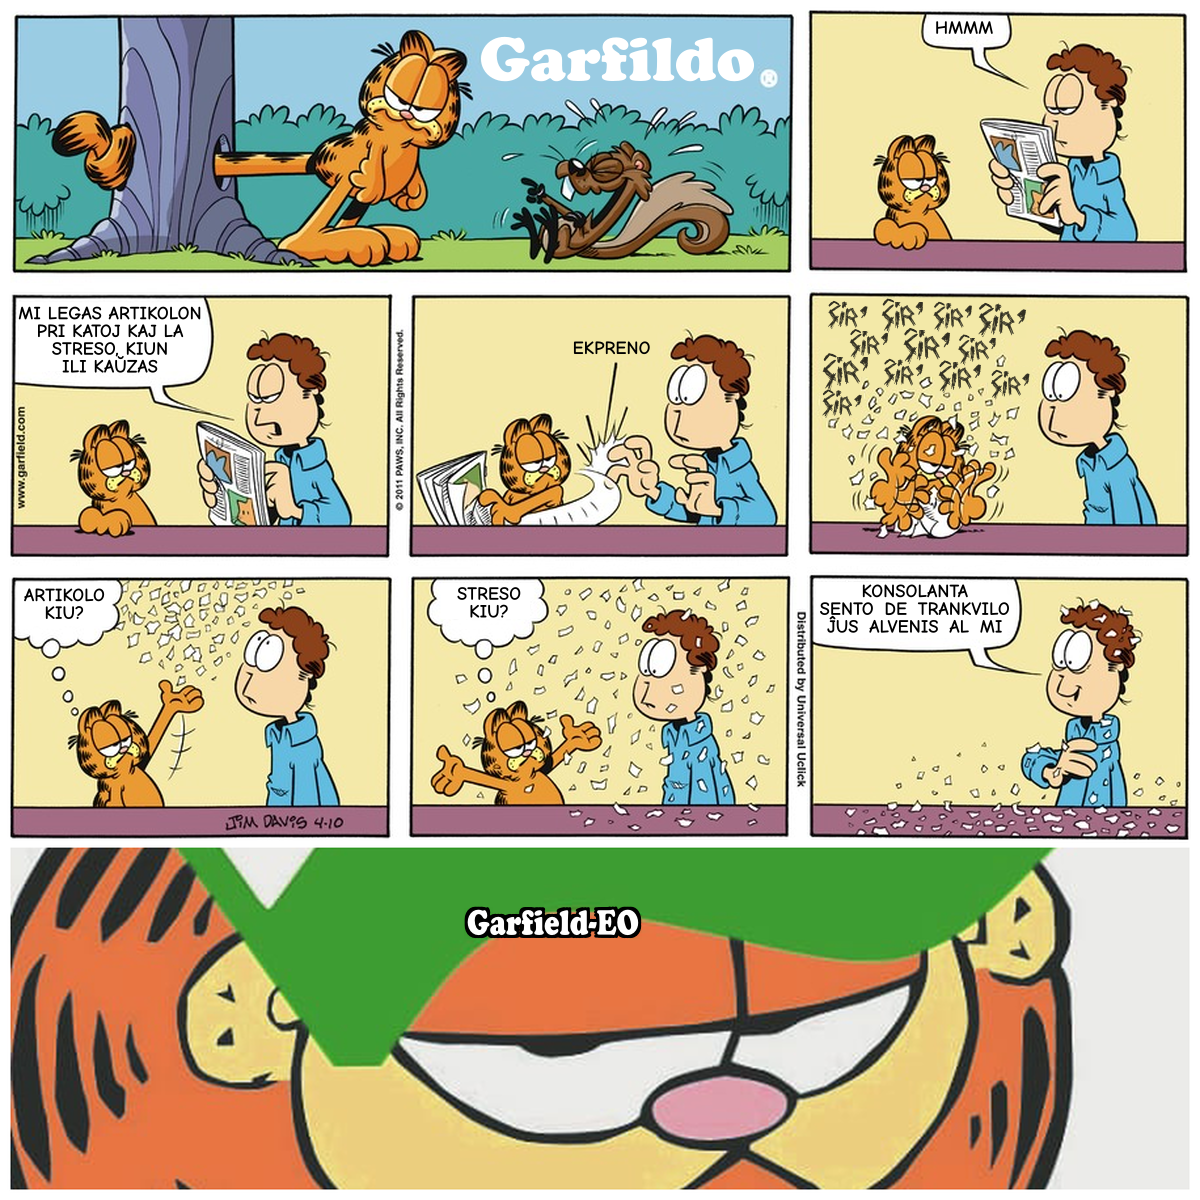 Garfildo
®
HMMM
MI LEGAS ARTIKOLON
PRI KATOJ KAJ LA
STRESO, KIUN
ILI KAŬZAS
www.garfield.com
© 2011 PAWS, INC. All Rights Reserved.
EKPRENO
ŜIR' ŜIR' ŜIR' ŜIR'
ŜIR' ŜIR' ŜIR'
ŜIR' ŜIR' ŜIR' ŜIR'
ŜIR'
ARTIKOLO
KIU?
JIM DAVIS 4-10
STRESO
KIU?
Distributed by Universal Uclick
KONSOLANTA
SENTO DE TRANKVILO
ĴUS ALVENIS AL MI
Garfield-EO